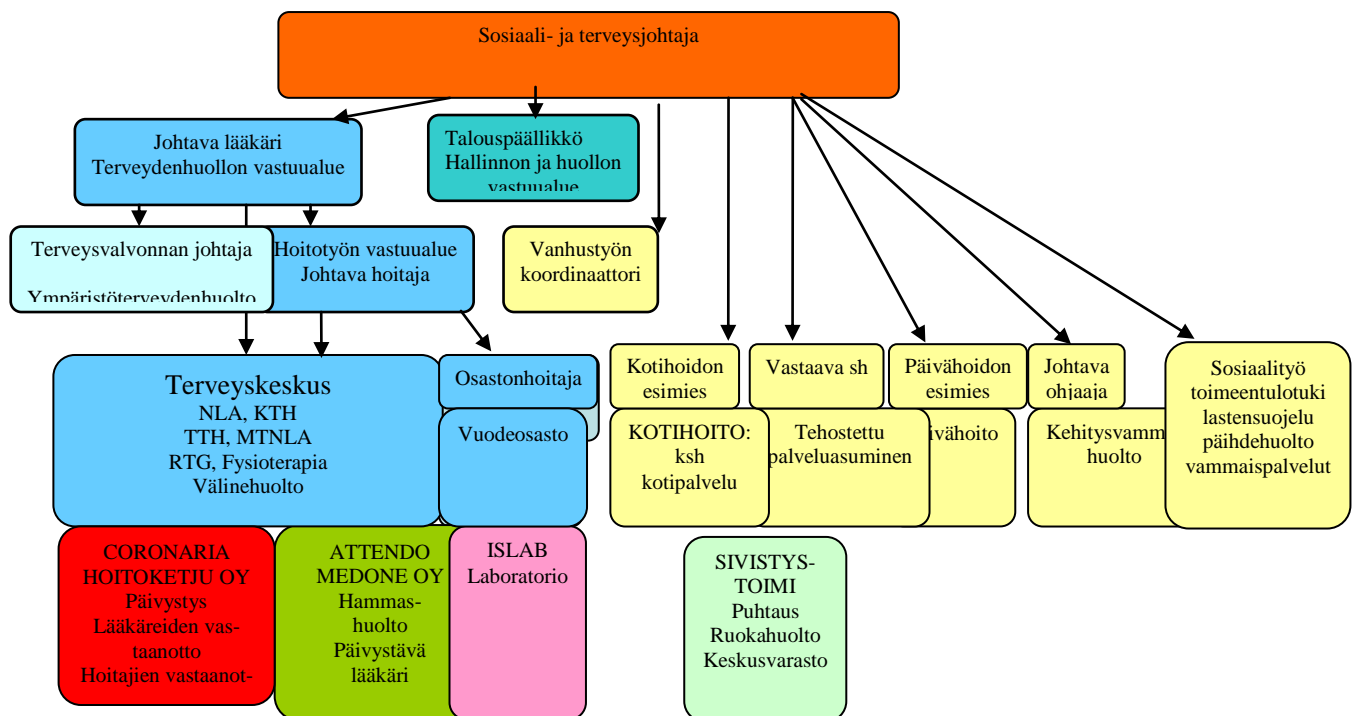 Sosiaali- ja terveysjohtaja
Johtava lääkäri
Terveydenhuollon vastuualue
Talouspäällikkö
Hallinnon ja huollon
vastuualue
Terveysvalvonnan johtaja
Ympäristöterveydenhuolto
Hoitotyön vastuualue
Johtava hoitaja
Vanhustyön
koordinaattori
Terveyskeskus
NLA, KTH
TTH, MTNLA
RTG, Fysioterapia
Välinehuolto
Osastonhoitaja
Vuodeosasto
Kotihoidon
esimies
KOTIHOITO:
ksh
kotipalvelu
Vastaava sh
Tehostettu
palveluasuminen
Päivähoidon
esimies
ivähoito
Johtava
ohjaaja
Kehitysvamm
huolto
Sosiaalityö
toimeentulotuki
lastensuojelu
päihdehuolto
vammaispalvelut
CORONARIA
HOITOKETJU OY
Päivystys
Lääkäreiden vas-
taanotto
Hoitajien vastaanot-
ATTENDO
MEDONE OY
Hammas-
huolto
Päivystävä
lääkäri
ISLAB
Laboratorio
SIVISTYS-
TOIMI
Puhtaus
Ruokahuolto
Keskusvarasto